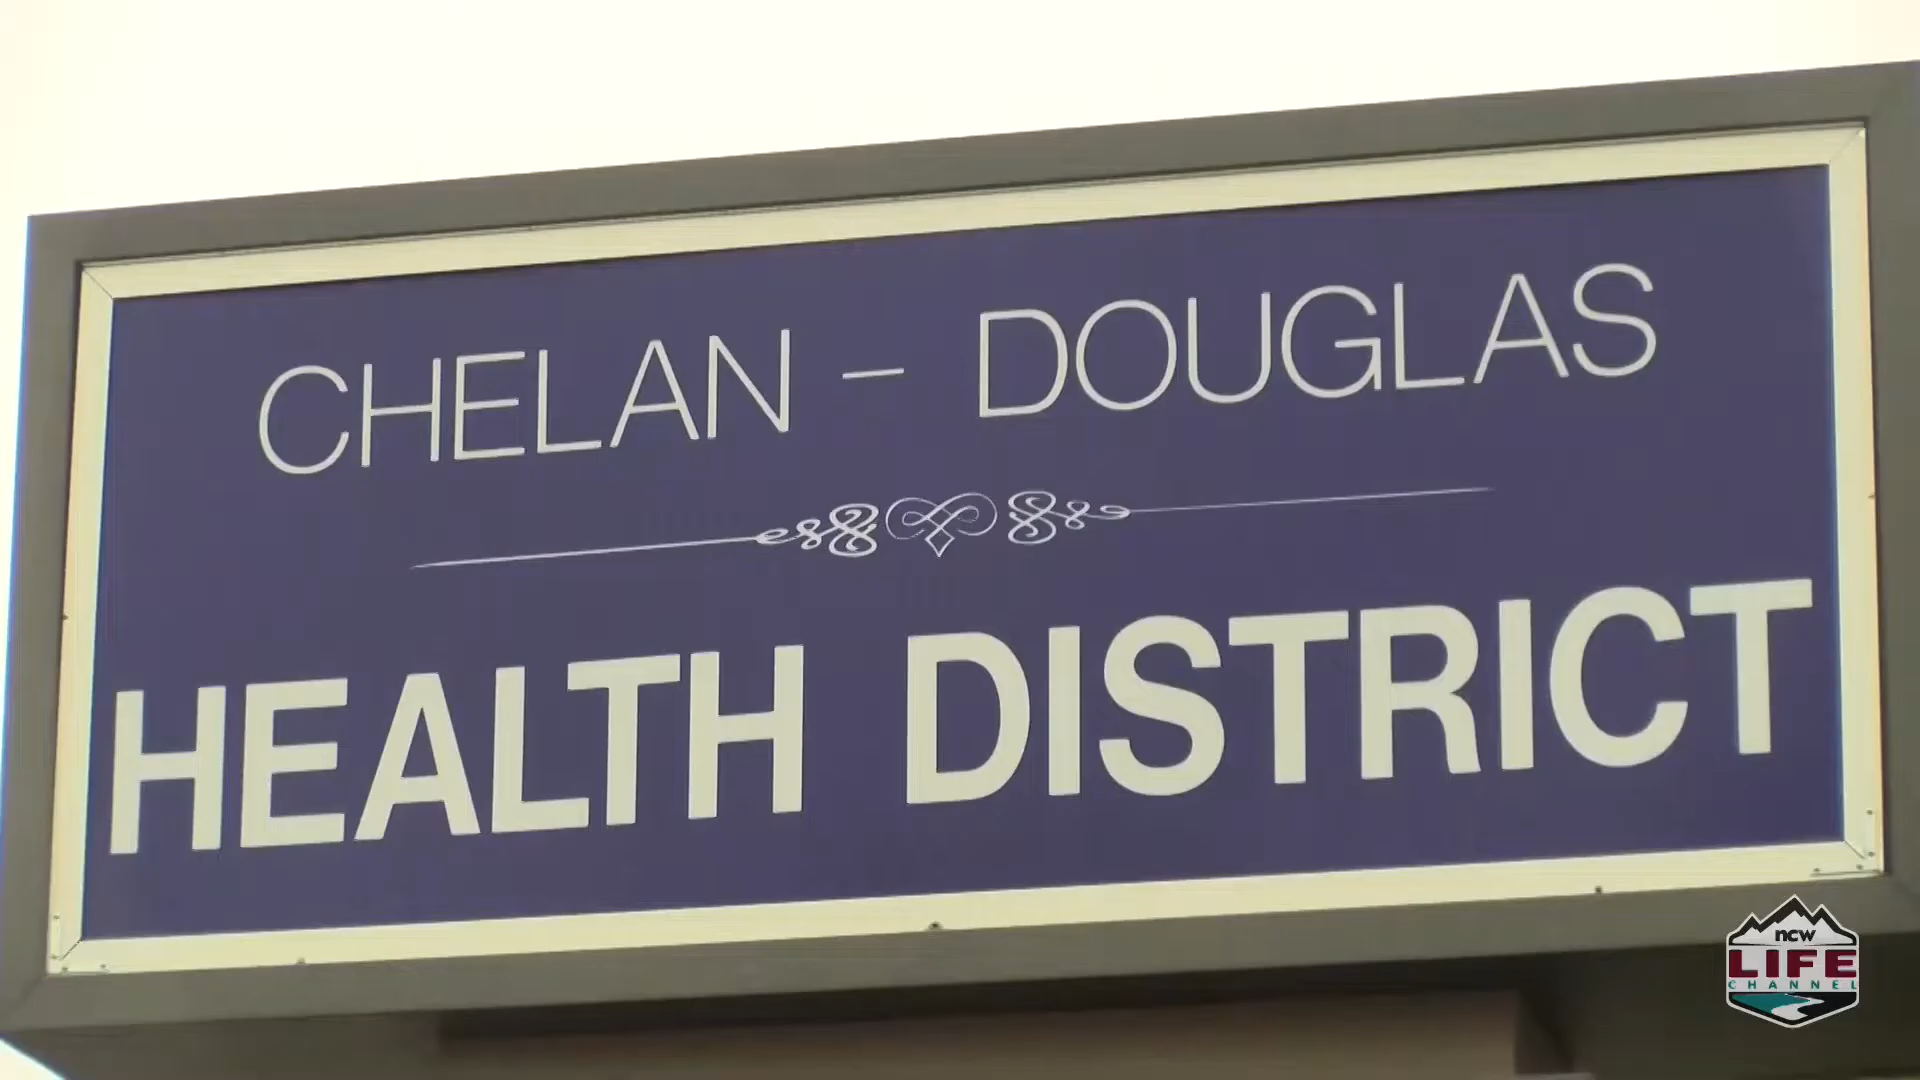 CHELAN - DOUGLAS
HEALTH DISTRICT
ncw
LIFE
CHANNEL